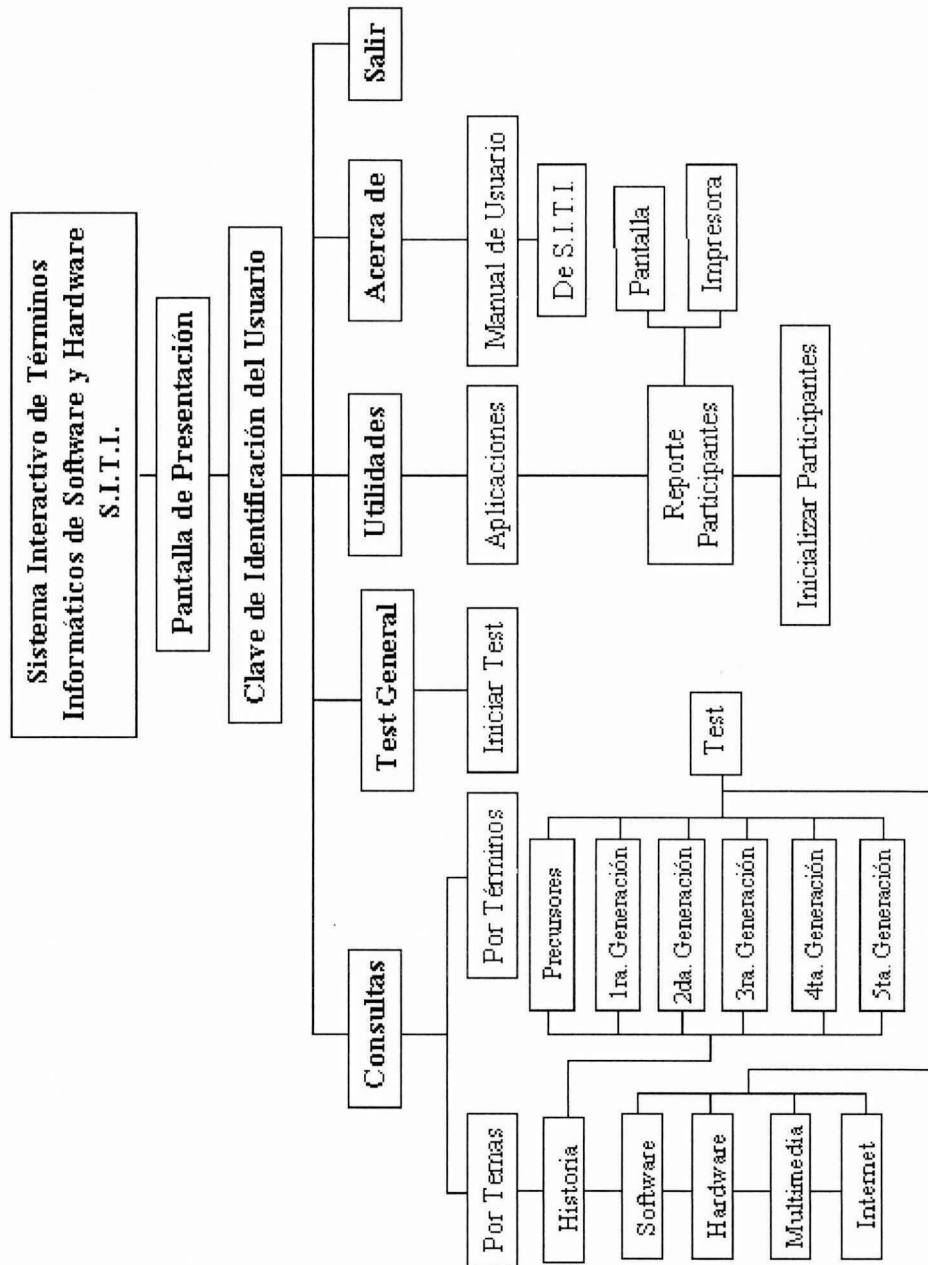 Sistema Interactivo de Términos
Informáticos de Software y Hardware
S.I.T.I.
Pantalla de Presentación
Clave de Identificación del Usuario
Consultas
Test General
Utilidades
Acerca de
Salir
Por Temas
Por Términos
Iniciar Test
Aplicaciones
Manual de Usuario
De S.I.T.I.
Historia
Software
Hardware
Multimedia
Internet
Precursores
1ra. Generación
2da. Generación
3ra. Generación
4ta. Generación
5ta. Generación
Test
Reporte
Participantes
Pantalla
Impresora
Inicializar Participantes